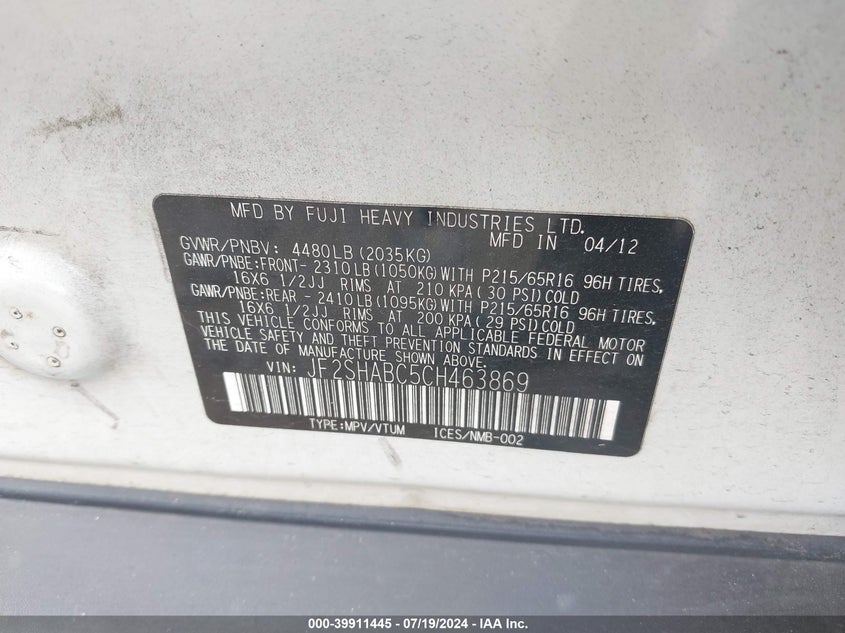 MFD BY FUJI HEAVY INDUSTRIES LTD.
MFD IN 04/12
GVWR/PNBV: 4480LB (2035KG)
GAWR/PNBE:FRONT- 2310LB(1050KG)WITH P215/65R16 96H TIRES,
16X6 1/2JJ RIMS AT 210 KPA(30 PSI)COLD
GAWR/PNBE:REAR - 2410LB(1095KG)WITH P215/65R16 96H TIRES,
16X6 1/2JJ RIMS AT 200 KPA(29 PSI)COLD
THIS VEHICLE CONFORMS TO ALL APPLICABLE FEDERAL MOTOR
VEHICLE SAFETY AND THEFT PREVENTION STANDARDS IN EFFECT ON
THE DATE OF MANUFACTURE SHOWN ABOVE.
VIN: JF2SHABC5CH463869
TYPE:MPV/VTUM ICES/NMB-002
000-39911445 - 07/19/2024 - IAA Inc.